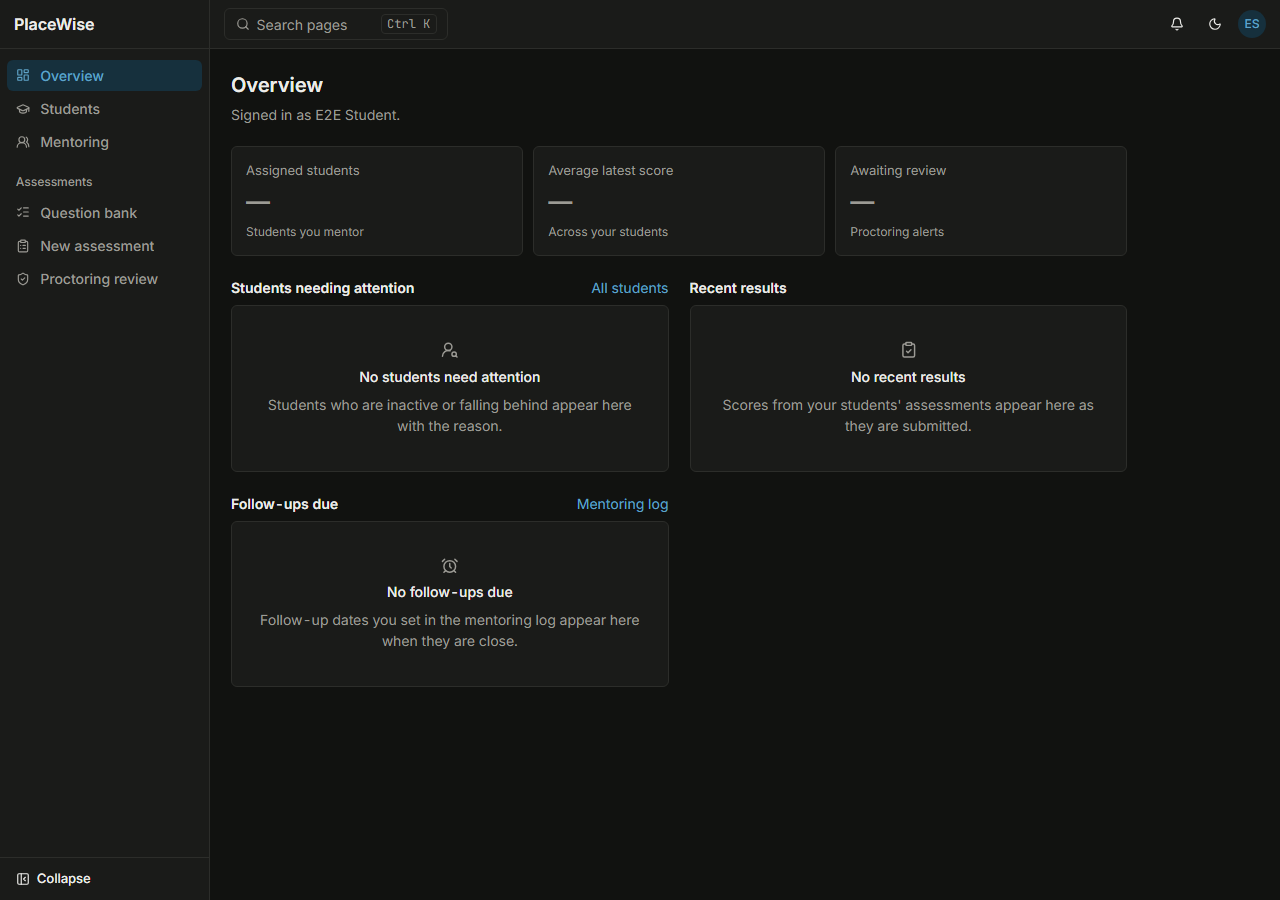 PlaceWise
Search pages
Ctrl K
ES
Overview
Students
Mentoring
Assessments
Question bank
New assessment
Proctoring review
Collapse
Overview
Signed in as E2E Student.
Assigned students
—
Students you mentor
Average latest score
—
Across your students
Awaiting review
—
Proctoring alerts
Students needing attention
All students
No students need attention
Students who are inactive or falling behind appear here
with the reason.
Recent results
No recent results
Scores from your students' assessments appear here as
they are submitted.
Follow-ups due
Mentoring log
No follow-ups due
Follow-up dates you set in the mentoring log appear here
when they are close.